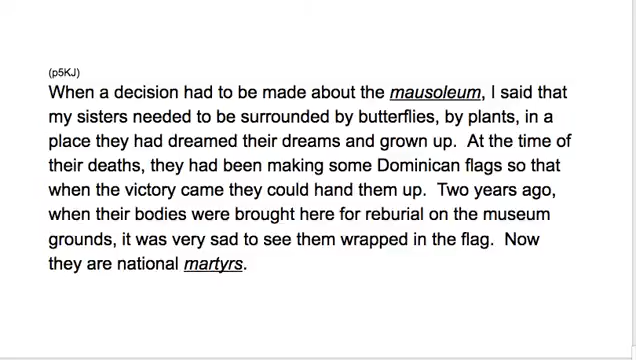 (p5KJ)
When a decision had to be made about the mausoleum, I said that
my sisters needed to be surrounded by butterflies, by plants, in a
place they had dreamed their dreams and grown up.  At the time of
their deaths, they had been making some Dominican flags so that
when the victory came they could hand them up.  Two years ago,
when their bodies were brought here for reburial on the museum
grounds, it was very sad to see them wrapped in the flag.  Now
they are national martyrs.